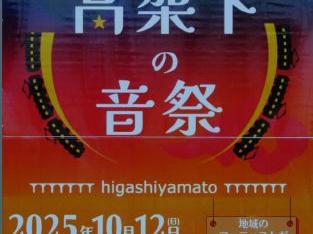 高架下
の
音祭
higashiyamato
2025年10月12日(日)
地域の